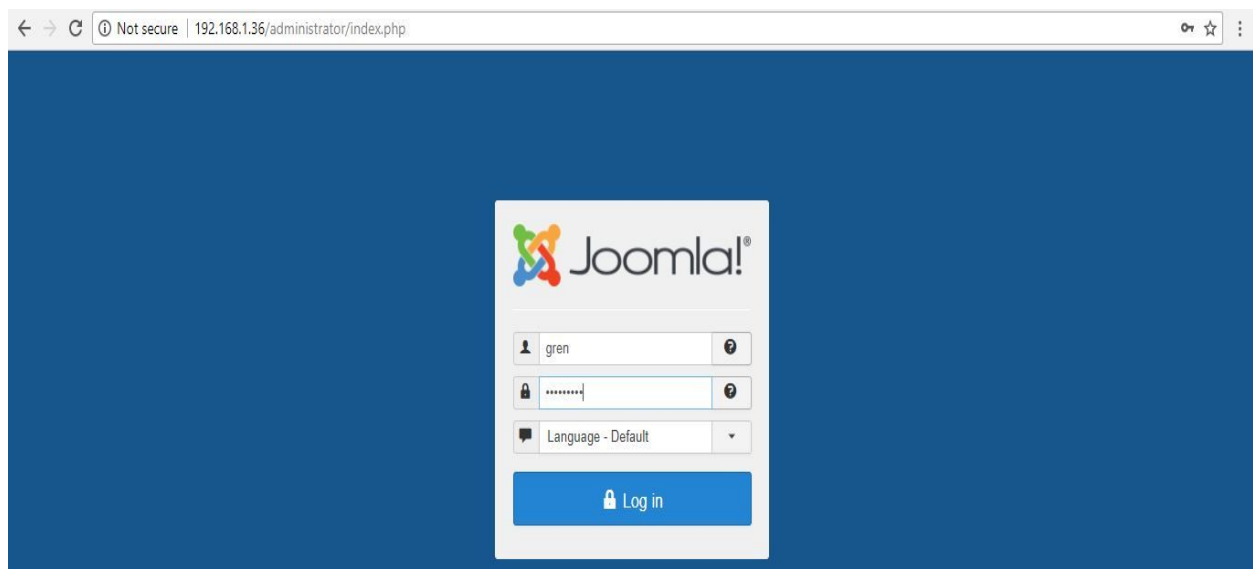 Not secure | 192.168.1.36/administrator/index.php
Joomla!®
gren
•••••••••
Language - Default
Log in